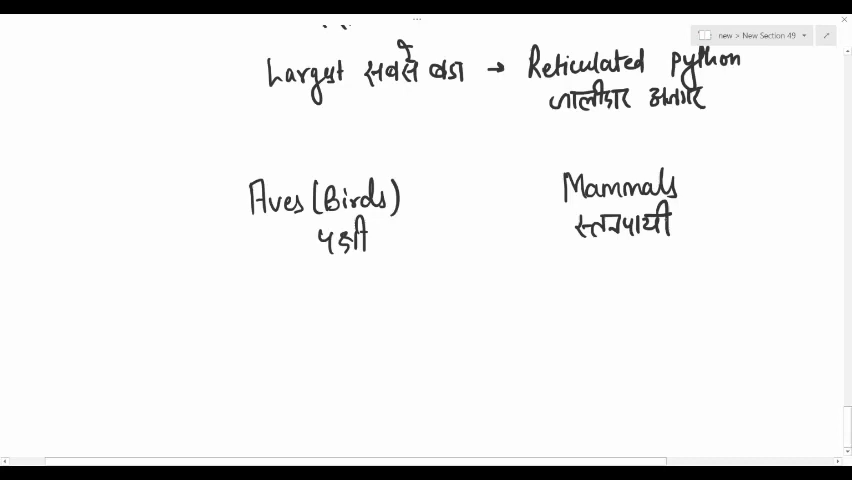 new > New Section 49
Largest सबसे बडा → Reticulated python
जालीदार अजगर
Aves (Birds)
पक्षी
Mammals
स्तनपायी